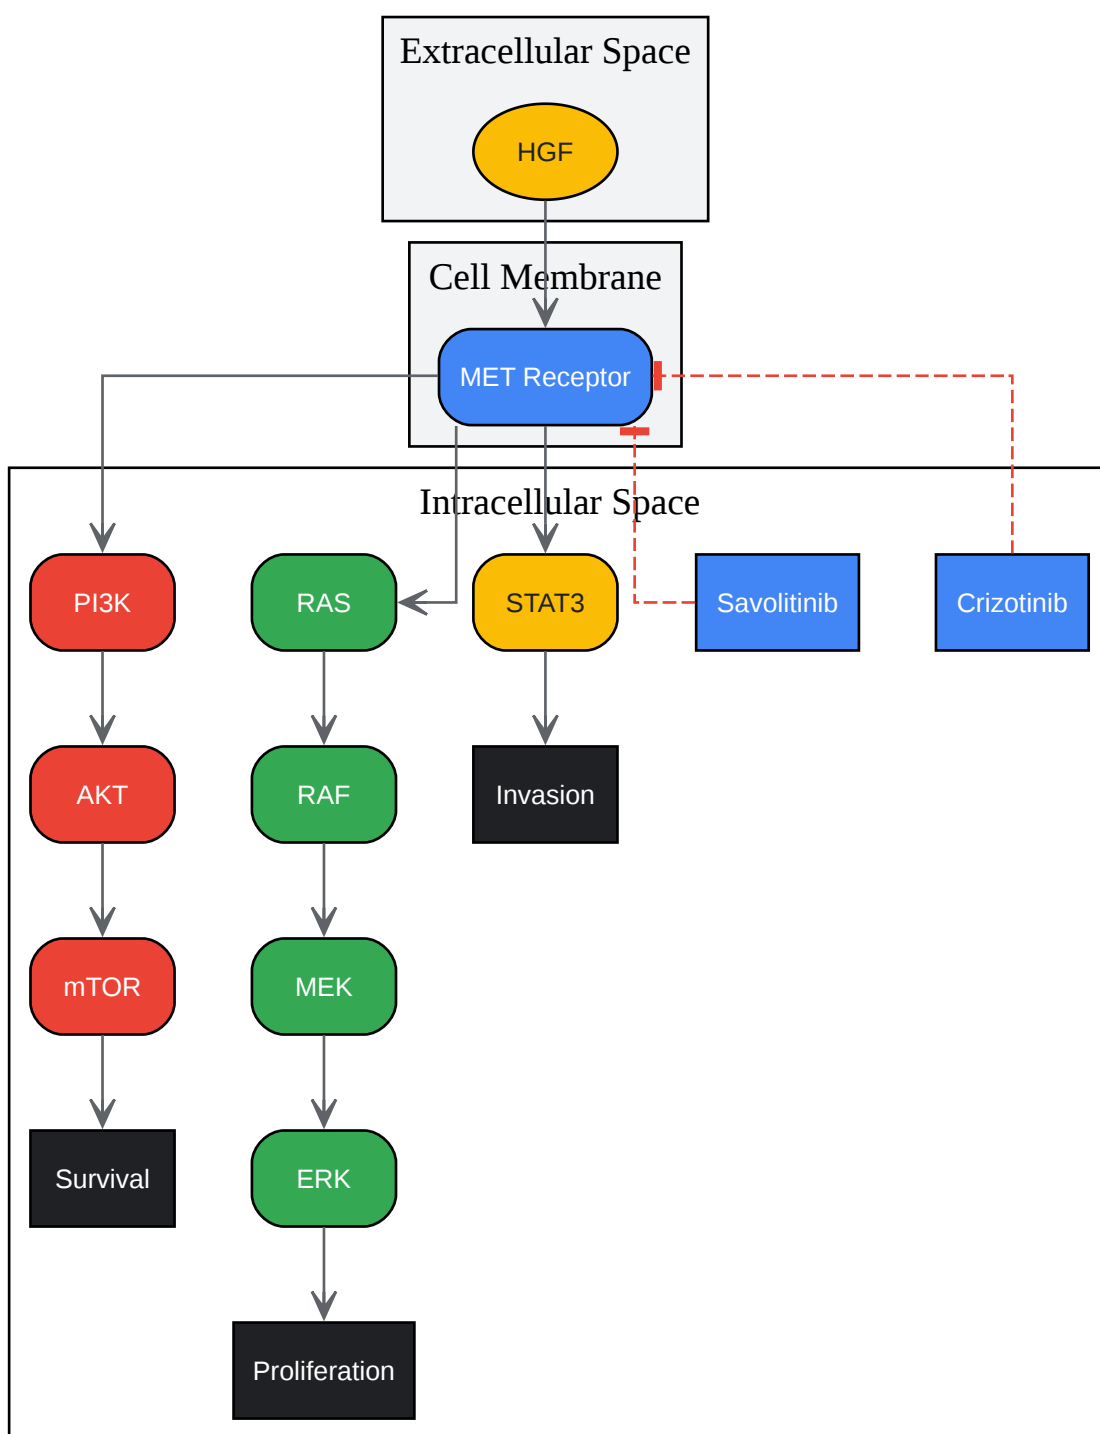 Extracellular Space
HGF
Cell Membrane
MET Receptor
Intracellular Space
PI3K
RAS
STAT3
Savolitinib
Crizotinib
AKT
RAF
Invasion
mTOR
MEK
Survival
ERK
Proliferation